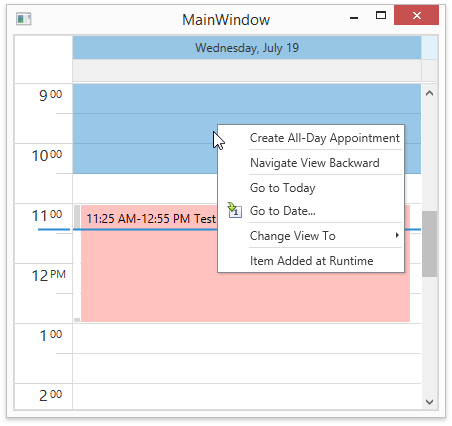 MainWindow
Wednesday, July 19
9 00
10 00
11 00
11:25 AM-12:55 PM Test
12 PM
1 00
2 00
Create All-Day Appointment
Navigate View Backward
Go to Today
Go to Date...
Change View To
Item Added at Runtime